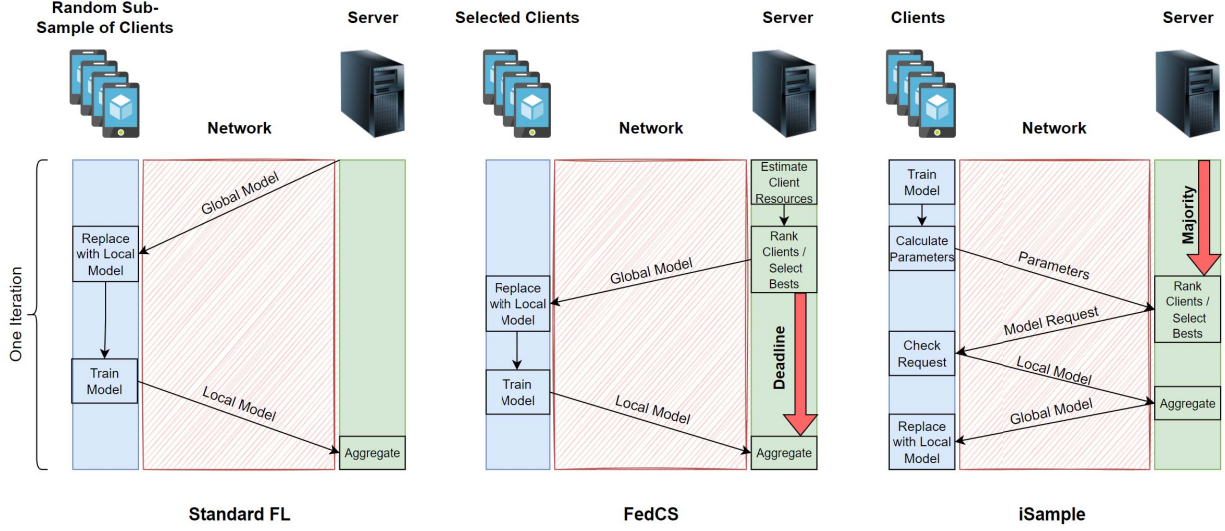 Random Sub-
Sample of Clients
Server
Network
One Iteration
Global Model
Replace
with Local
Model
Train
Model
Local Model
Aggregate
Standard FL
Selected Clients
Server
Network
Estimate
Client
Resources
Rank
Clients /
Select
Bests
Global Model
Replace
with Local
Model
Deadline
Train
Model
Local Model
Aggregate
FedCS
Clients
Server
Network
Train
Model
Majority
Calculate
Parameters
Parameters
Rank
Clients /
Select
Bests
Model Request
Check
Request
Local Model
Aggregate
Global Model
Replace
with Local
Model
iSample